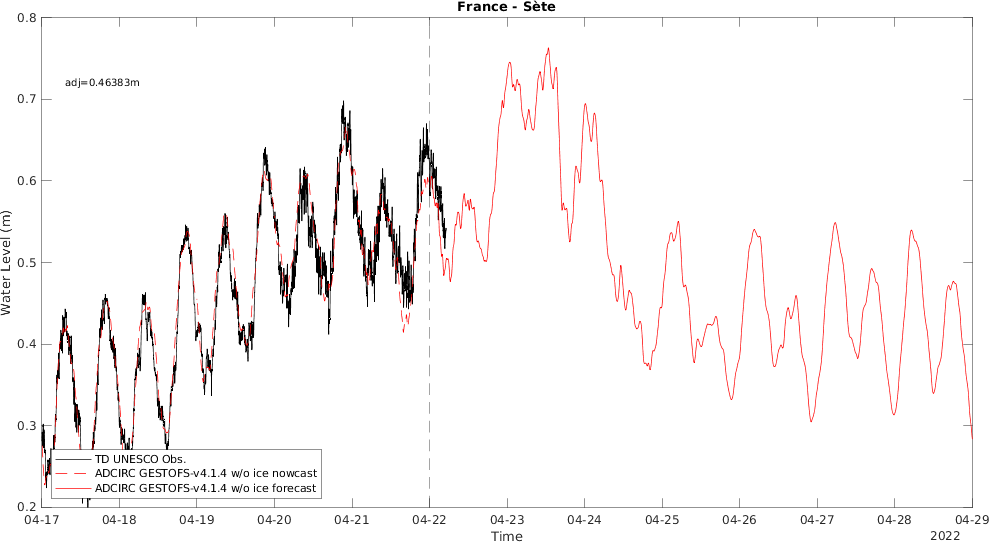 France - Sète
0.8
0.7
0.6
0.5
0.4
0.3
0.2
Water Level (m)
adj=0.46383m
TD UNESCO Obs.
ADCIRC GESTOFS-v4.1.4 w/o ice nowcast
ADCIRC GESTOFS-v4.1.4 w/o ice forecast
04-17 04-18 04-19 04-20 04-21 04-22 04-23 04-24 04-25 04-26 04-27 04-28 04-29
Time
2022